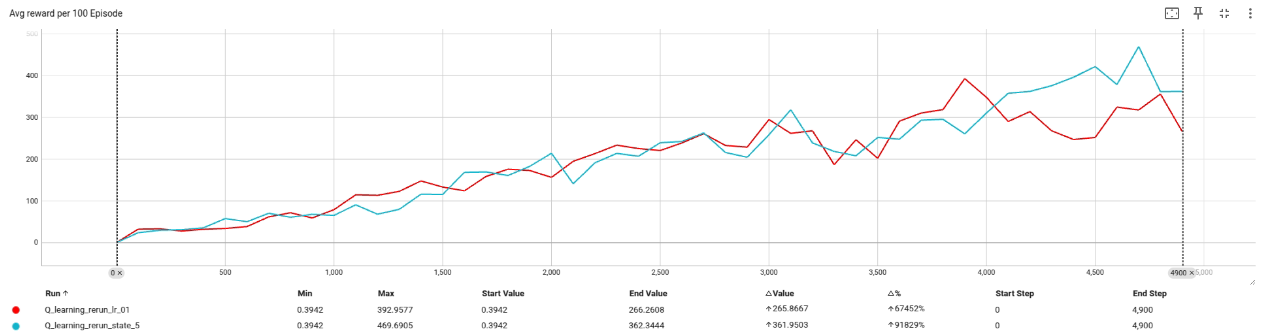 Avg reward per 100 Episode
500
400
300
200
100
0
0 × 500 1,000 1,500 2,000 2,500 3,000 3,500 4,000 4,500 4900 × 5,000
Run ↑ Min Max Start Value End Value △Value △% Start Step End Step
Q_learning_rerun_lr_01 0.3942 392.9577 0.3942 266.2608 ↑265.8667 ↑67452% 0 4,900
Q_learning_rerun_state_5 0.3942 469.6905 0.3942 362.3444 ↑361.9503 ↑91829% 0 4,900